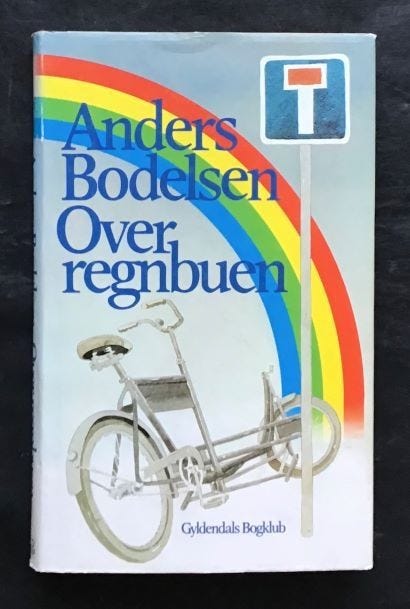 Anders
Bodelsen
Over
regnbuen
Gyldendals Bogklub